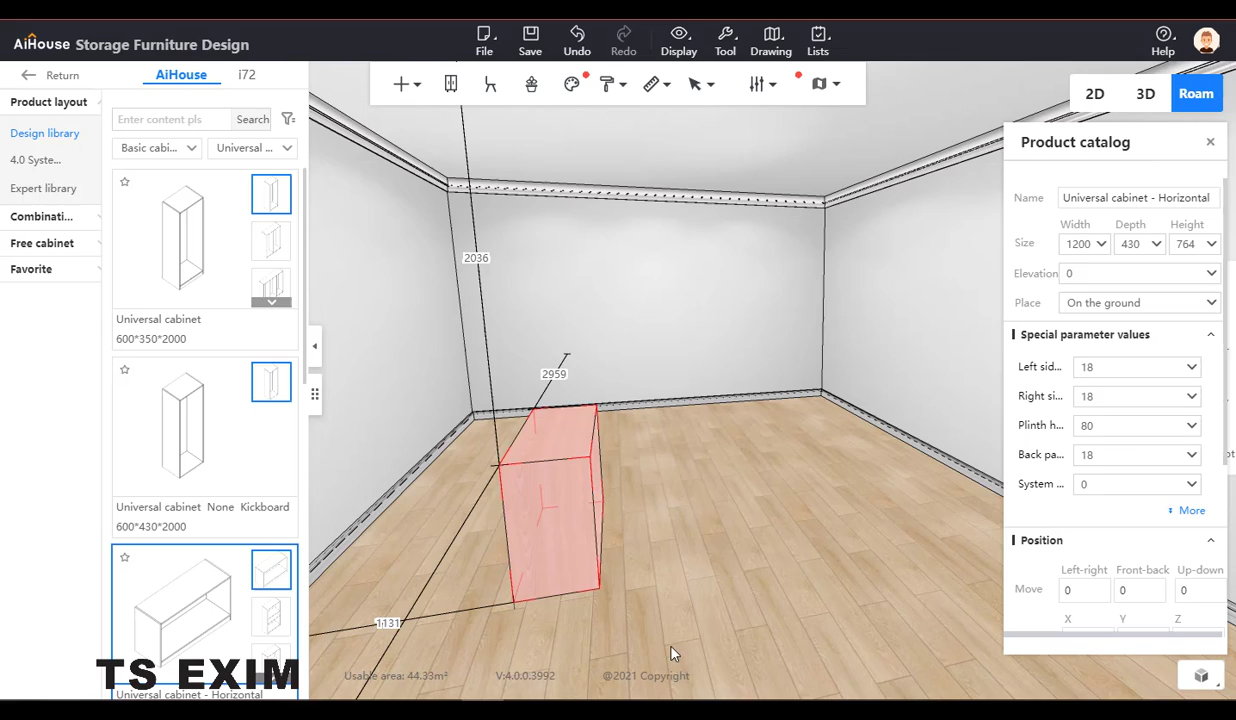 AiHouse Storage Furniture Design
File
Save
Undo
Redo
Display
Tool
Drawing
Lists
Help
Return
AiHouse
i72
Product layout
Design library
4.0 Syste...
Expert library
Combinati...
Free cabinet
Favorite
Enter content pls
Search
Basic cabi...
Universal ...
Universal cabinet
600*350*2000
Universal cabinet None Kickboard
600*430*2000
Universal cabinet - Horizontal
TS EXIM
2D
3D
Roam
2036
2959
1131
Usable area: 44.33m²
V:4.0.0.3992
@2021 Copyright
Product catalog
Name Universal cabinet - Horizontal
Width Depth Height
Size 1200 430 764
Elevation 0
Place On the ground
Special parameter values
Left sid... 18
Right si... 18
Plinth h... 80
Back pa... 18
System ... 0
More
Position
Left-right Front-back Up-down
Move 0 0 0
X Y Z